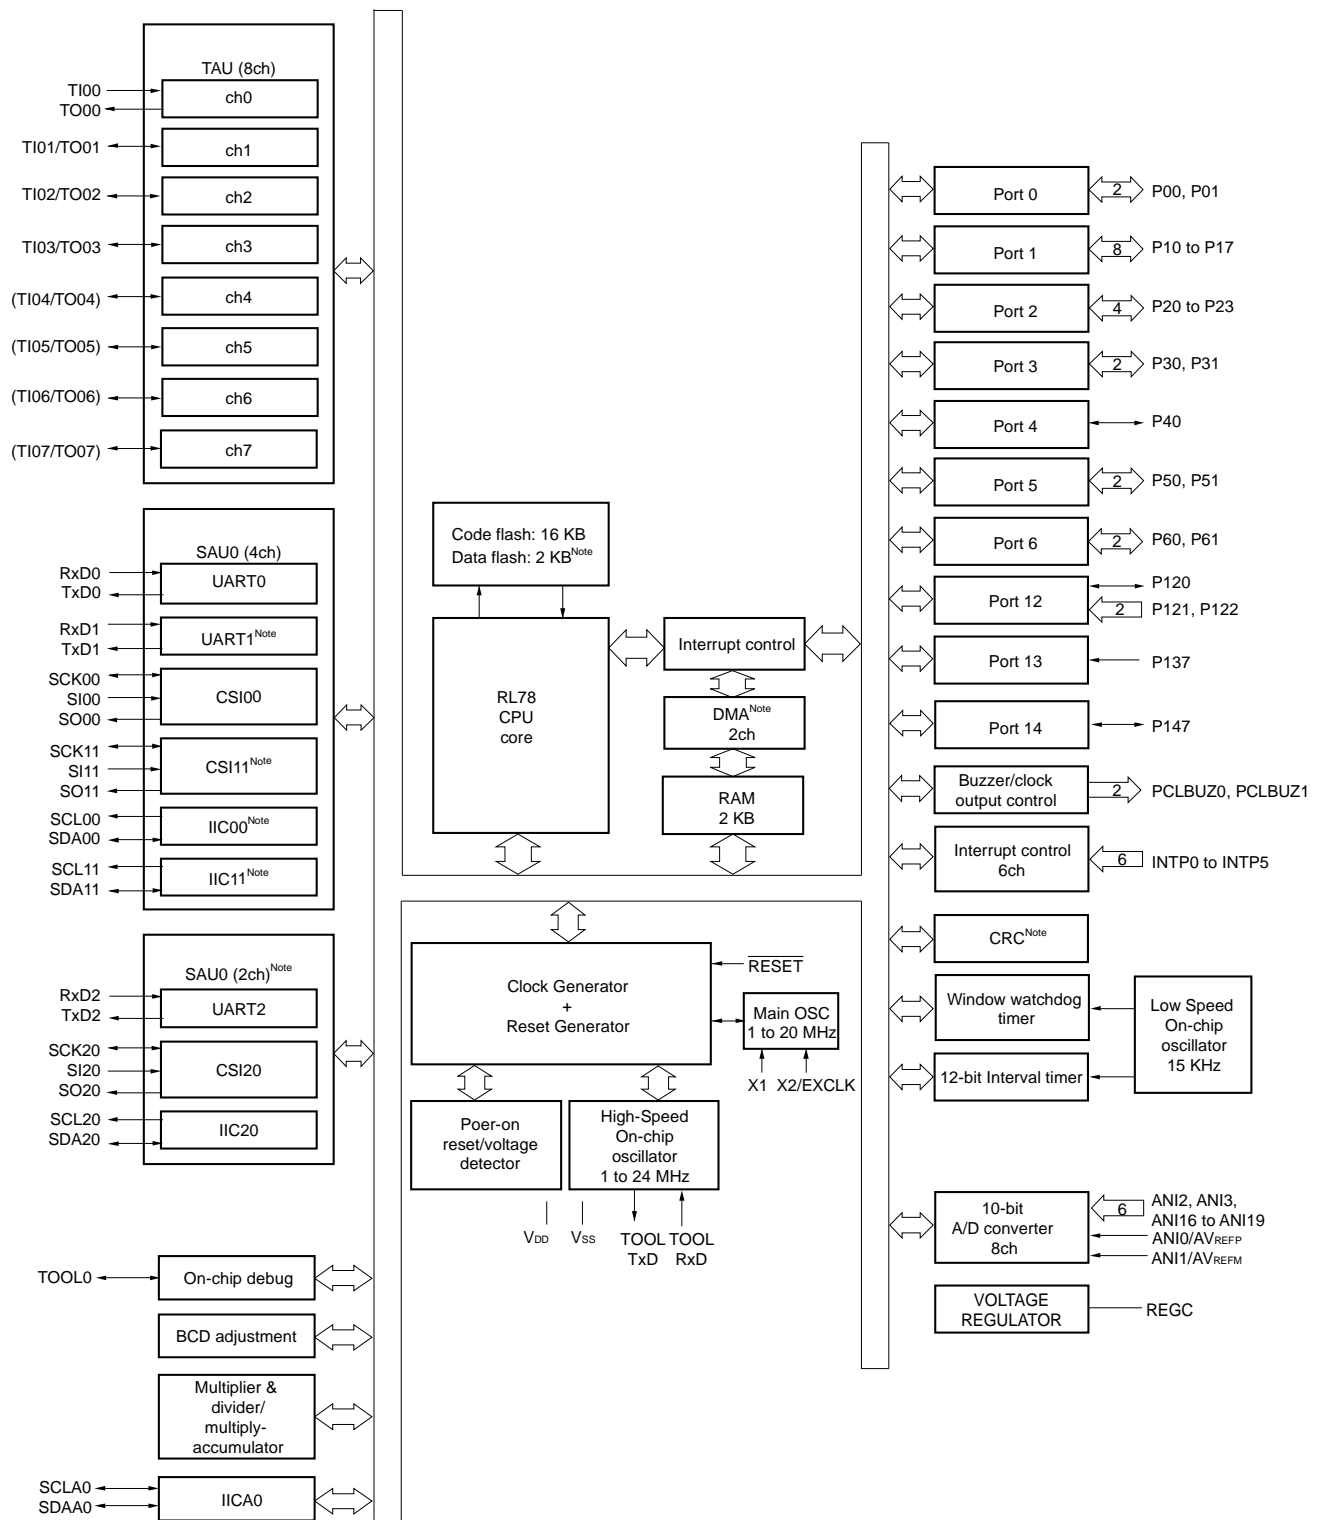 TAU (8ch)
TI00
TO00
ch0
TI01/TO01
ch1
TI02/TO02
ch2
TI03/TO03
ch3
(TI04/TO04)
ch4
(TI05/TO05)
ch5
(TI06/TO06)
ch6
(TI07/TO07)
ch7
SAU0 (4ch)
RxD0
TxD0
UART0
RxD1
TxD1
UART1Note
SCK00
SI00
SO00
CSI00
SCK11
SI11
SO11
CSI11Note
SCL00
SDA00
IIC00Note
SCL11
SDA11
IIC11Note
SAU0 (2ch)Note
RxD2
TxD2
UART2
SCK20
SI20
SO20
CSI20
SCL20
SDA20
IIC20
TOOL0
On-chip debug
BCD adjustment
Multiplier &
divider/
multiply-
accumulator
SCLA0
SDAA0
IICA0
Code flash: 16 KB
Data flash: 2 KBNote
RL78
CPU
core
Interrupt control
DMANote
2ch
RAM
2 KB
Clock Generator
+
Reset Generator
RESET
Main OSC
1 to 20 MHz
X1
X2/EXCLK
Poer-on
reset/voltage
detector
High-Speed
On-chip
oscillator
1 to 24 MHz
VDD
VSS
TOOL
TxD
TOOL
RxD
Port 0
2
P00, P01
Port 1
8
P10 to P17
Port 2
4
P20 to P23
Port 3
2
P30, P31
Port 4
P40
Port 5
2
P50, P51
Port 6
2
P60, P61
Port 12
P120
2
P121, P122
Port 13
P137
Port 14
P147
Buzzer/clock
output control
2
PCLBUZ0, PCLBUZ1
Interrupt control
6ch
6
INTP0 to INTP5
CRCNote
Window watchdog
timer
12-bit Interval timer
Low Speed
On-chip
oscillator
15 KHz
10-bit
A/D converter
8ch
6
ANI2, ANI3,
ANI16 to ANI19
ANI0/AVREFP
ANI1/AVREFM
VOLTAGE
REGULATOR
REGC